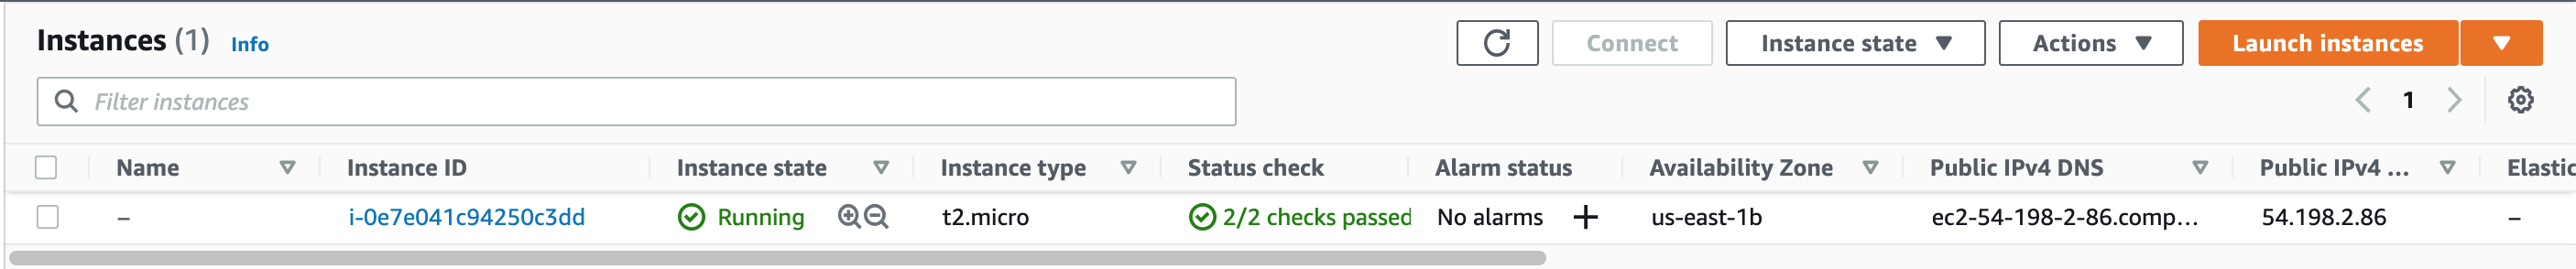 Instances (1) Info Connect Instance state Actions Launch instances
Filter instances 1
Name Instance ID Instance state Instance type Status check Alarm status Availability Zone Public IPv4 DNS Public IPv4 ... Elastic
– i-0e7e041c94250c3dd Running t2.micro 2/2 checks passed No alarms + us-east-1b ec2-54-198-2-86.comp... 54.198.2.86 –